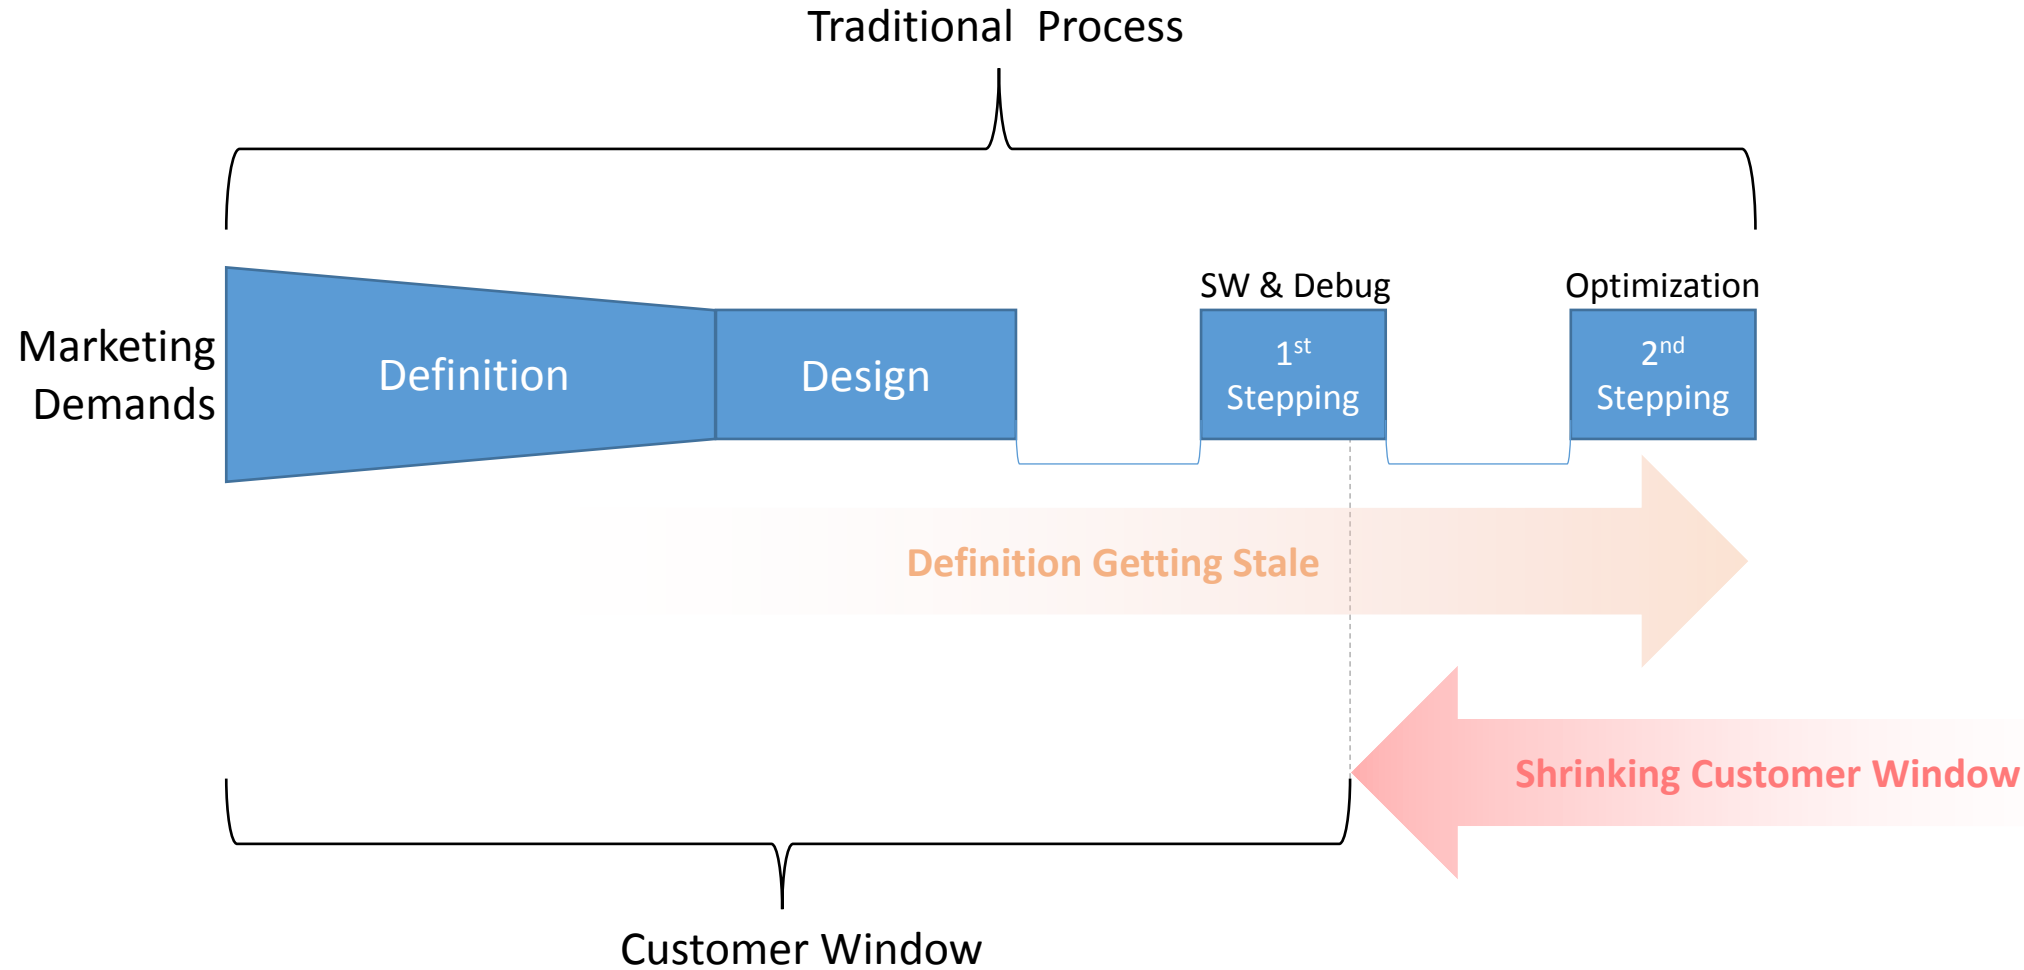 Traditional  Process
SW & Debug
Optimization
Marketing
Demands
Definition
Design
1st
Stepping
2nd
Stepping
Definition Getting Stale
Shrinking Customer Window
Customer Window